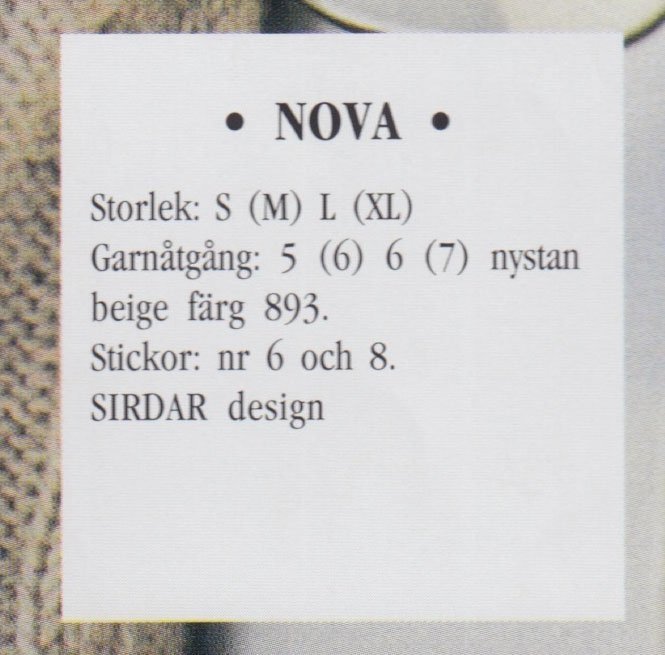 • NOVA •
Storlek: S (M) L (XL)
Garnåtgång: 5 (6) 6 (7) nystan
beige färg 893.
Stickor: nr 6 och 8.
SIRDAR design